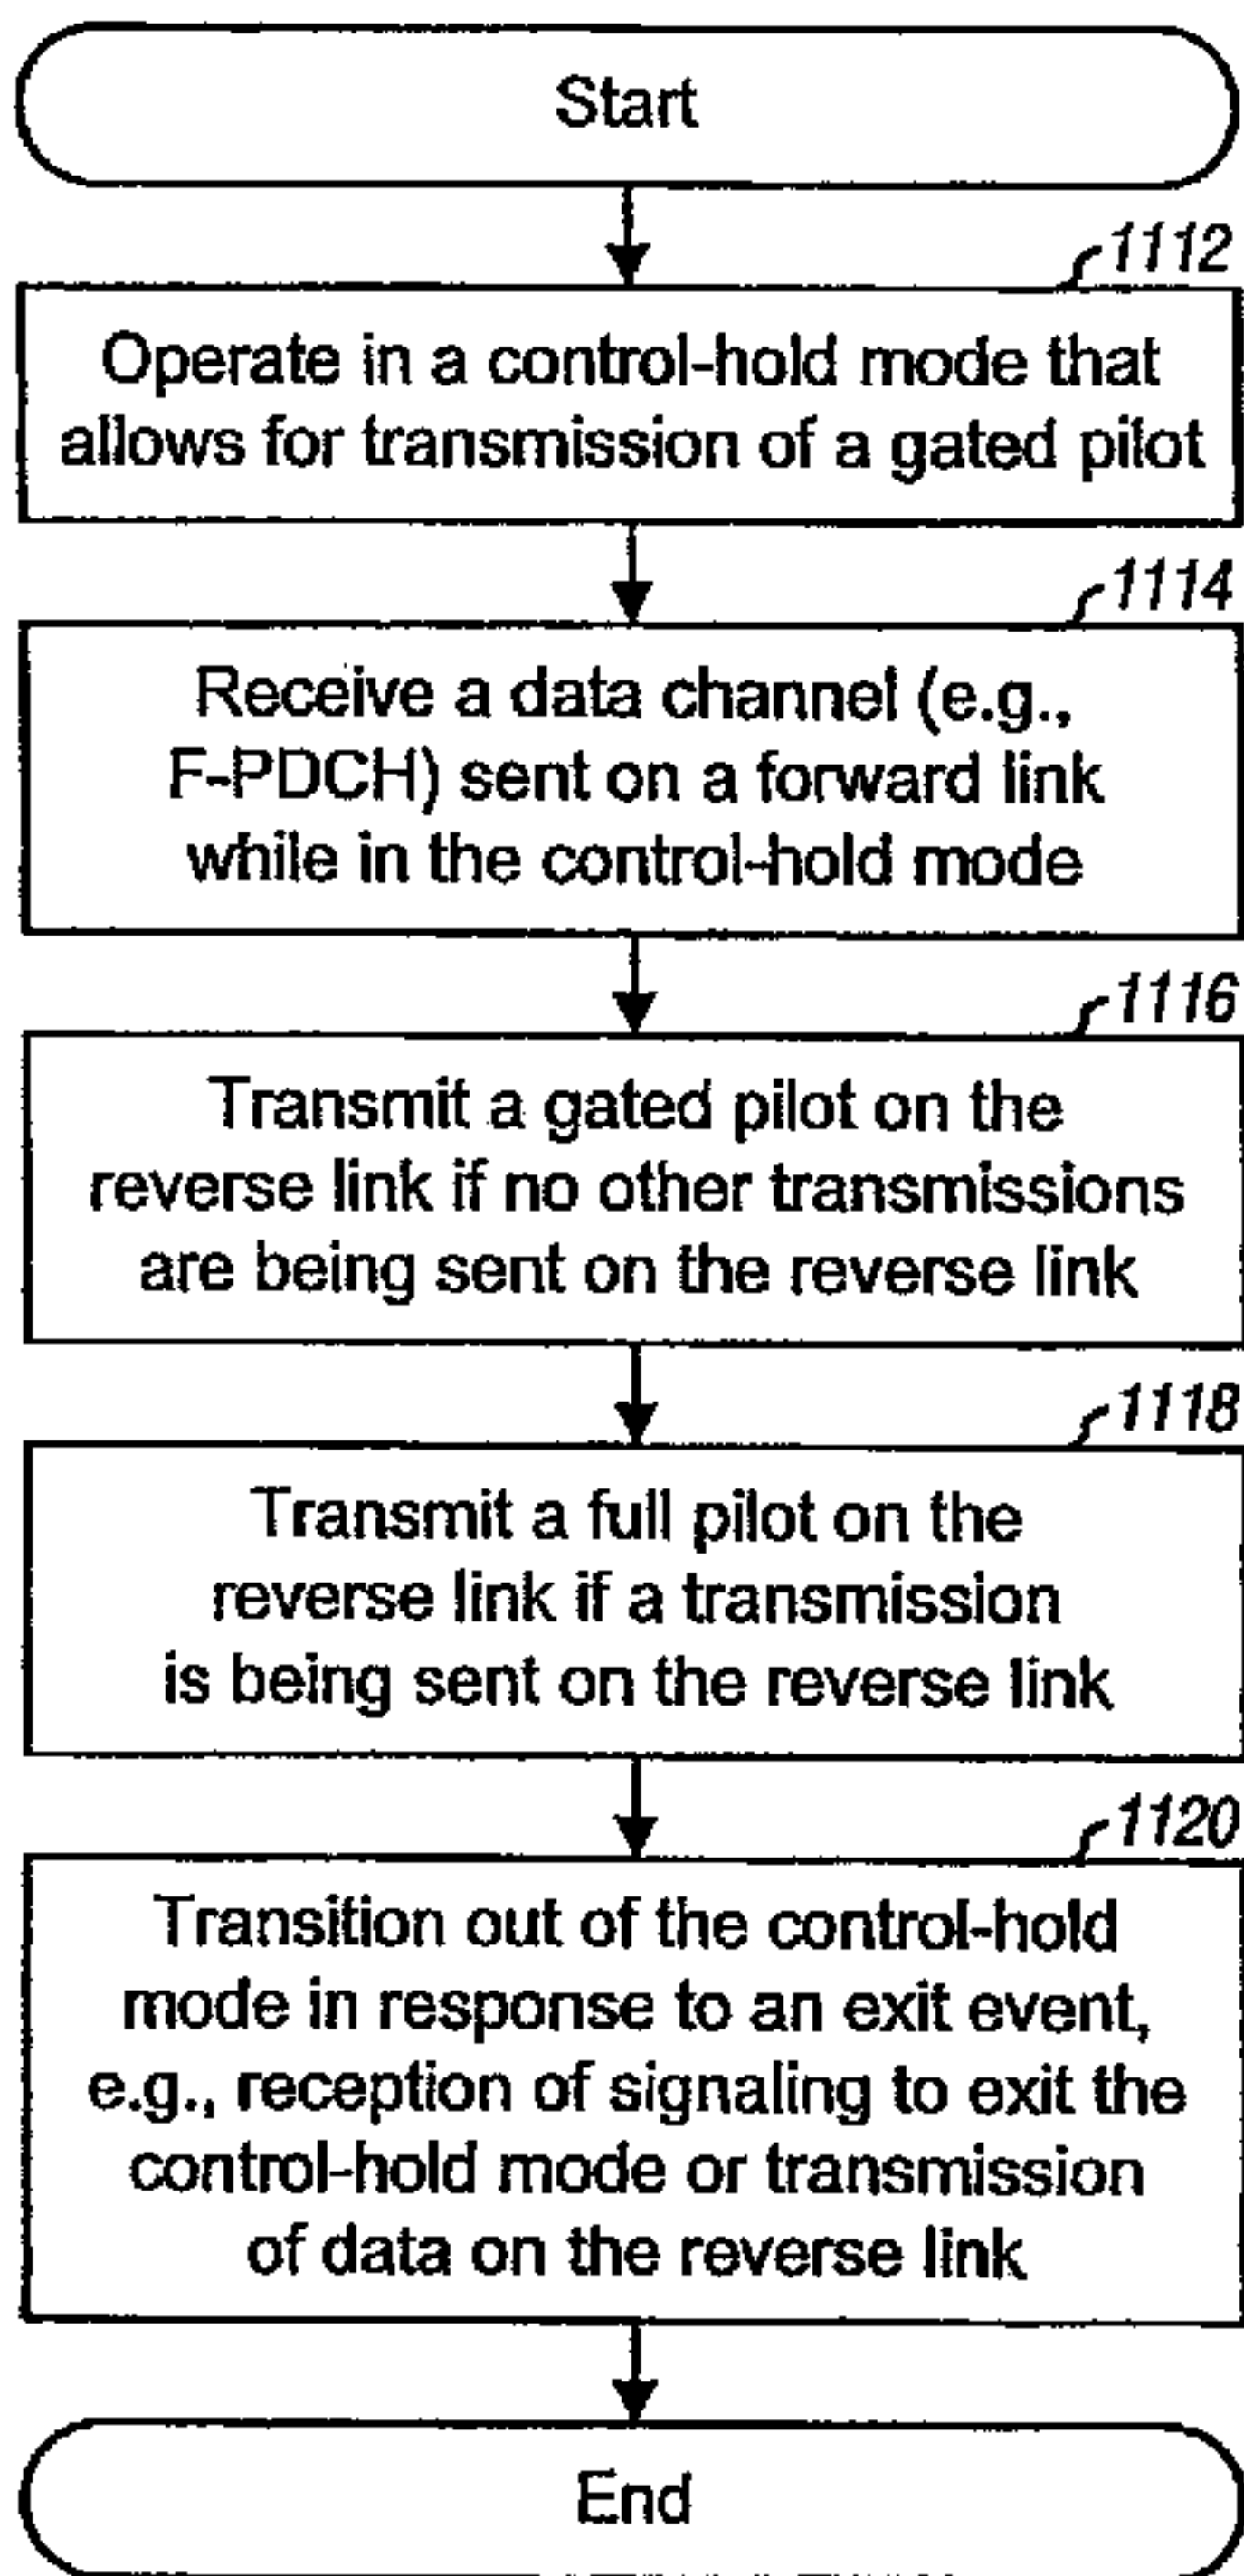 Start
1112
Operate in a control-hold mode that
allows for transmission of a gated pilot
1114
Receive a data channel (e.g.,
F-PDCH) sent on a forward link
while in the control-hold mode
1116
Transmit a gated pilot on the
reverse link if no other transmissions
are being sent on the reverse link
1118
Transmit a full pilot on the
reverse link if a transmission
is being sent on the reverse link
1120
Transition out of the control-hold
mode in response to an exit event,
e.g., reception of signaling to exit the
control-hold mode or transmission
of data on the reverse link
End